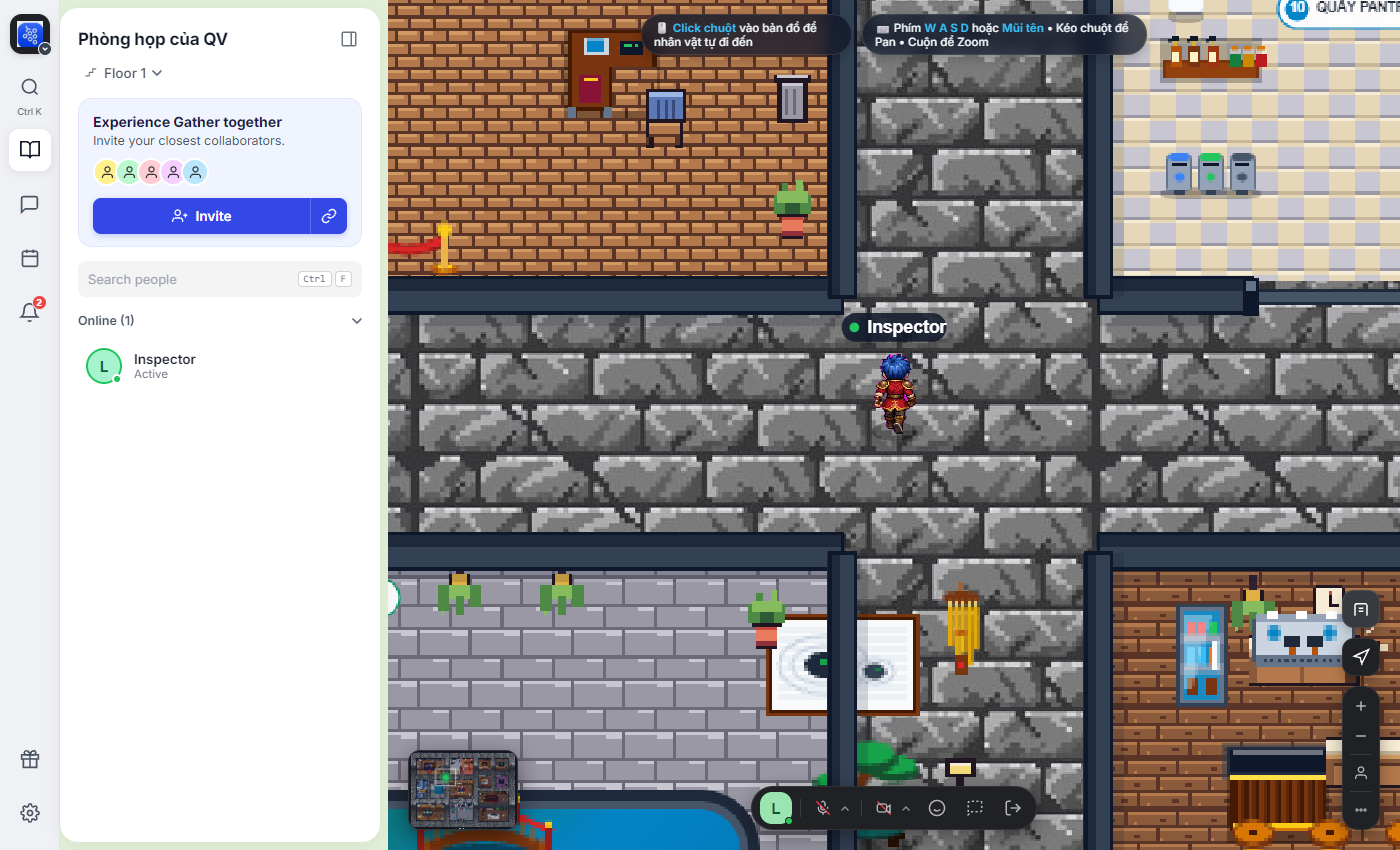 Phòng họp của QV
Floor 1
Ctrl K
Experience Gather together
Invite your closest collaborators.
Invite
Search people
Ctrl F
2
Online (1)
L
Inspector
Active
Click chuột vào bản đồ để
nhân vật tự đi đến
Phím W A S D hoặc Mũi tên • Kéo chuột để
Pan • Cuộn để Zoom
10
Inspector
L